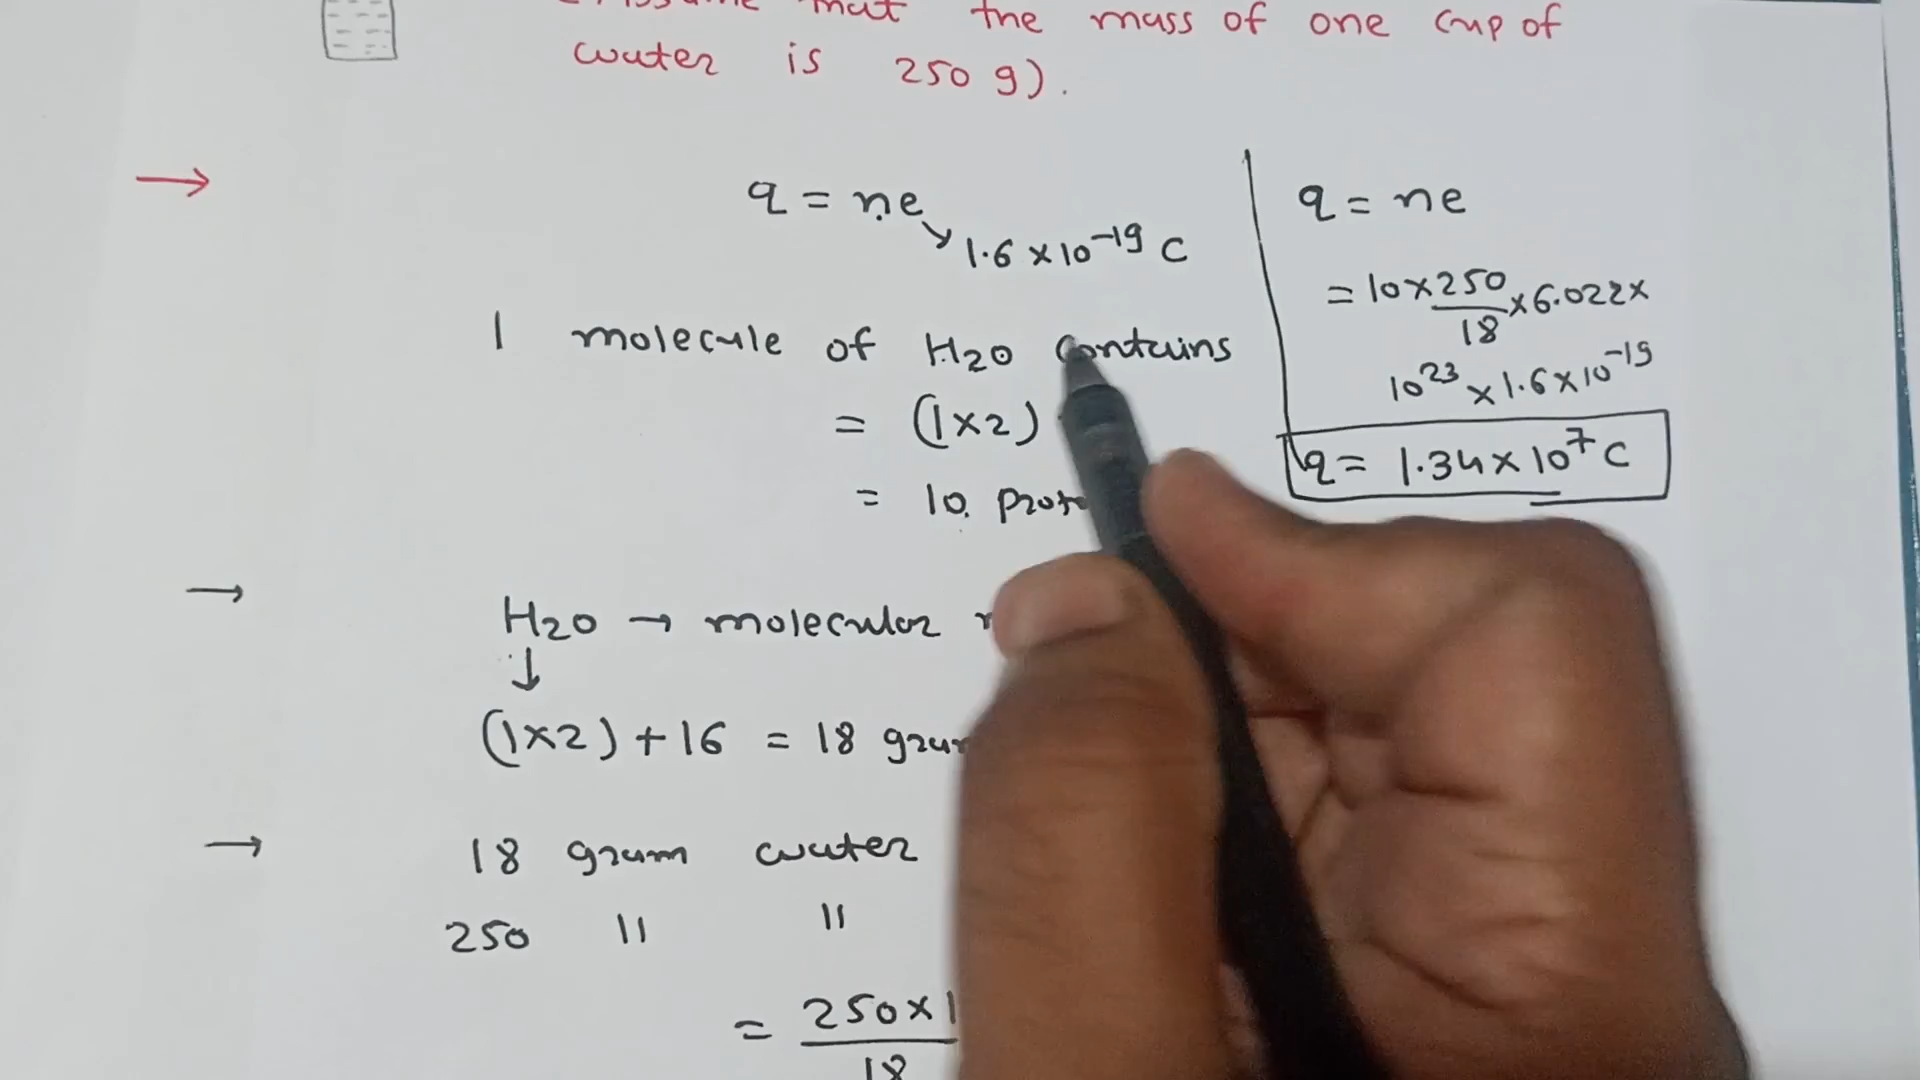 that the mass of one cup of
water is 250 g).
→ q = ne
1.6 × 10⁻¹⁹ C
1 molecule of H₂O contains
= (1×2)
= 10
→ H₂O → molecular
↓
(1×2) + 16 = 18
→ 18 gram water
250 〃 〃
= 250×1
18
q = ne
= 10 × 250/18 × 6.022 ×
10²³ × 1.6 × 10⁻¹⁹
q = 1.34 × 10⁷ C